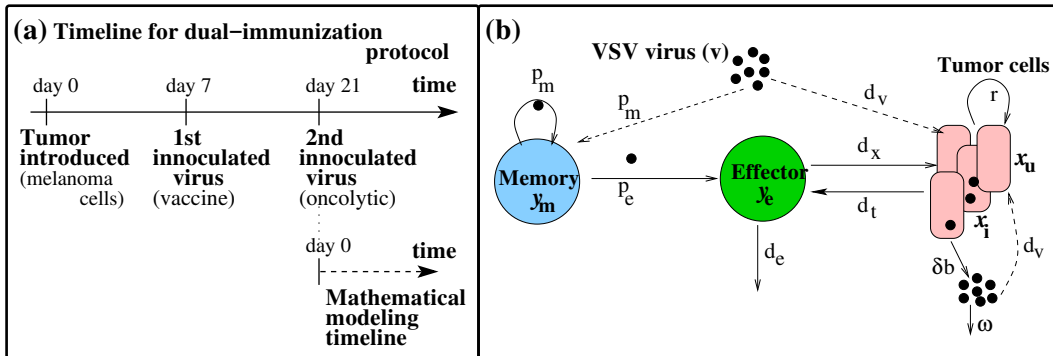 (a) Timeline for dual−immunization
protocol
day 0 day 7 day 21 time
Tumor introduced (melanoma cells)
1st innoculated virus (vaccine)
2nd innoculated virus (oncolytic)
day 0 time
Mathematical
modeling
timeline
(b) VSV virus (v)
Tumor cells
p_m
p_m
d_v
r
Memory
y_m
p_e
Effector
y_e
d_x
d_t
x_u
x_i
d_e
δb
d_v
ω